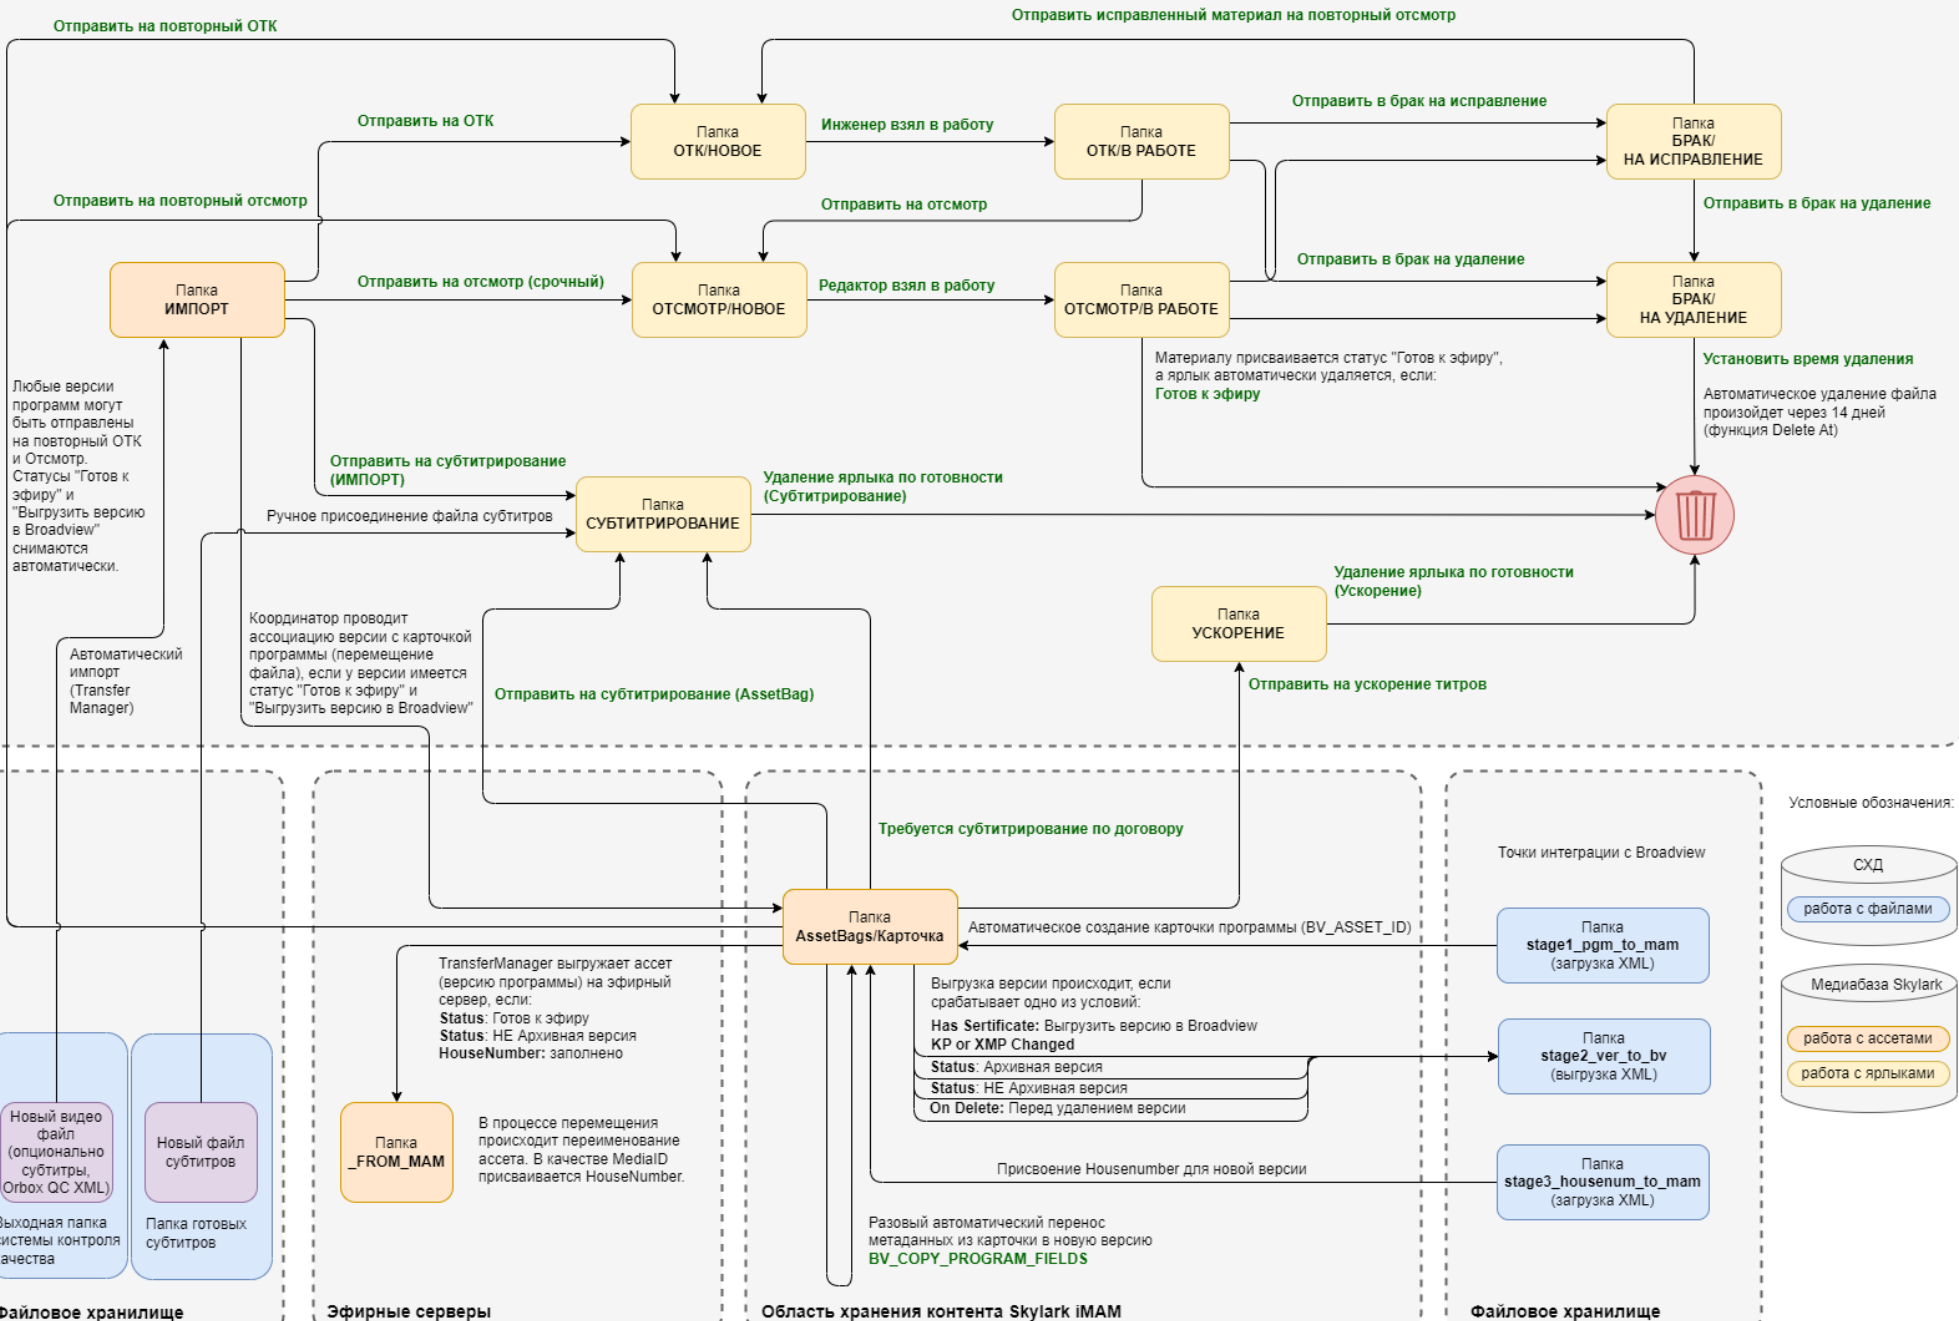 Отправить на повторный ОТК
Отправить исправленный материал на повторный отсмотр
Отправить на ОТК
Папка
ОТК/НОВОЕ
Инженер взял в работу
Папка
ОТК/В РАБОТЕ
Отправить в брак на исправление
Папка
БРАК/
НА ИСПРАВЛЕНИЕ
Отправить на повторный отсмотр
Отправить на отсмотр
Отправить в брак на удаление
Папка
ИМПОРТ
Отправить на отсмотр (срочный)
Папка
ОТСМОТР/НОВОЕ
Редактор взял в работу
Папка
ОТСМОТР/В РАБОТЕ
Отправить в брак на удаление
Папка
БРАК/
НА УДАЛЕНИЕ
Материалу присваивается статус "Готов к эфиру",
а ярлык автоматически удаляется, если:
Готов к эфиру
Установить время удаления
Автоматическое удаление файла
произойдет через 14 дней
(функция Delete At)
Любые версии
программ могут
быть отправлены
на повторный ОТК
и Отсмотр.
Статусы "Готов к
эфиру" и
"Выгрузить версию
в Broadview"
снимаются
автоматически.
Отправить на субтитрирование
(ИМПОРТ)
Ручное присоединение файла субтитров
Папка
СУБТИТРИРОВАНИЕ
Удаление ярлыка по готовности
(Субтитрирование)
Удаление ярлыка по готовности
(Ускорение)
Папка
УСКОРЕНИЕ
Автоматический
импорт
(Transfer
Manager)
Координатор проводит
ассоциацию версии с карточкой
программы (перемещение
файла), если у версии имеется
статус "Готов к эфиру" и
"Выгрузить версию в Broadview"
Отправить на субтитрирование (AssetBag)
Отправить на ускорение титров
Требуется субтитрирование по договору
Точки интеграции с Broadview
Условные обозначения:
СХД
работа с файлами
Медиабаза Skylark
работа с ассетами
работа с ярлыками
Папка
AssetBags/Карточка
Автоматическое создание карточки программы (BV_ASSET_ID)
Папка
stage1_pgm_to_mam
(загрузка XML)
TransferManager выгружает ассет
(версию программы) на эфирный
сервер, если:
Status: Готов к эфиру
Status: НЕ Архивная версия
HouseNumber: заполнено
Выгрузка версии происходит, если
срабатывает одно из условий:
Has Sertificate: Выгрузить версию в Broadview
KP or XMP Changed
Status: Архивная версия
Status: НЕ Архивная версия
On Delete: Перед удалением версии
Папка
stage2_ver_to_bv
(выгрузка XML)
Новый видео
файл
(опционально
субтитры,
Orbox QC XML)
Новый файл
субтитров
Папка
_FROM_MAM
В процессе перемещения
происходит переименование
ассета. В качестве MediaID
присваивается HouseNumber.
Присвоение Housenumber для новой версии
Папка
stage3_housenum_to_mam
(загрузка XML)
Выходная папка
системы контроля
качества
Папка готовых
субтитров
Разовый автоматический перенос
метаданных из карточки в новую версию
BV_COPY_PROGRAM_FIELDS
Файловое хранилище
Эфирные серверы
Область хранения контента Skylark iMAM
Файловое хранилище